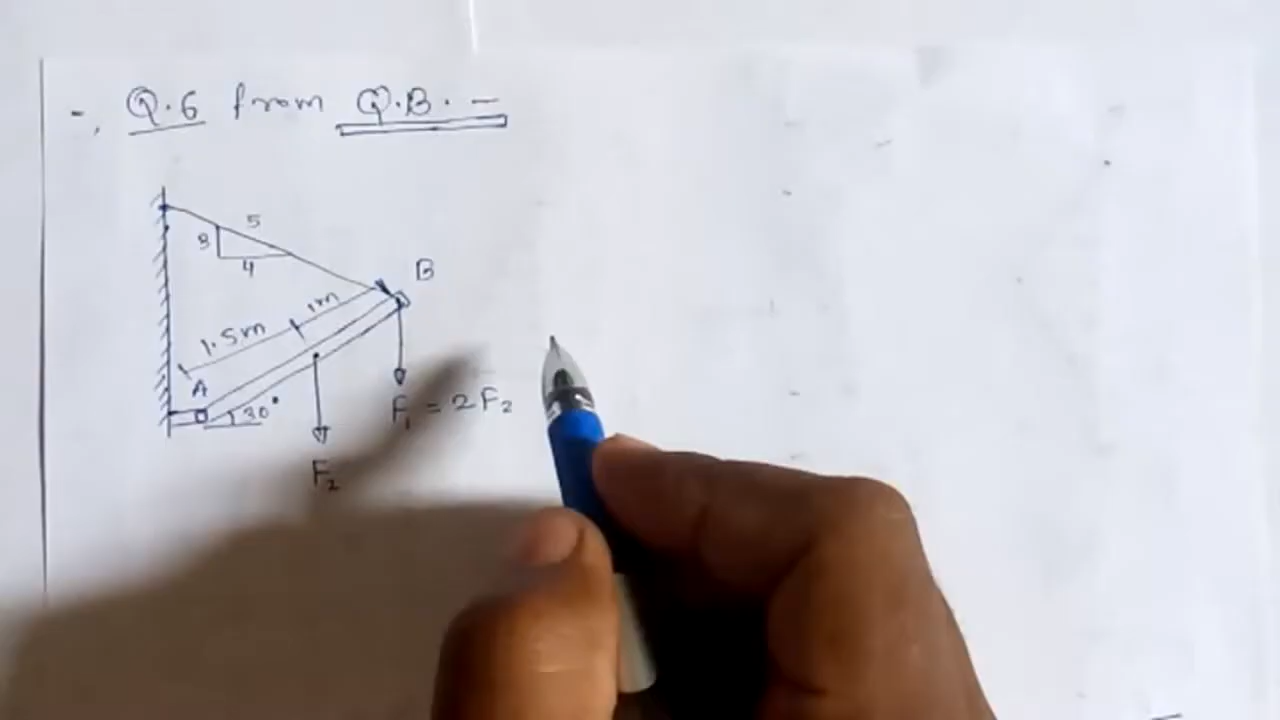 -, Q.6 from Q.B. -
5
3
4
B
1m
1.5m
A
30°
F₁ = 2F₂
F₂